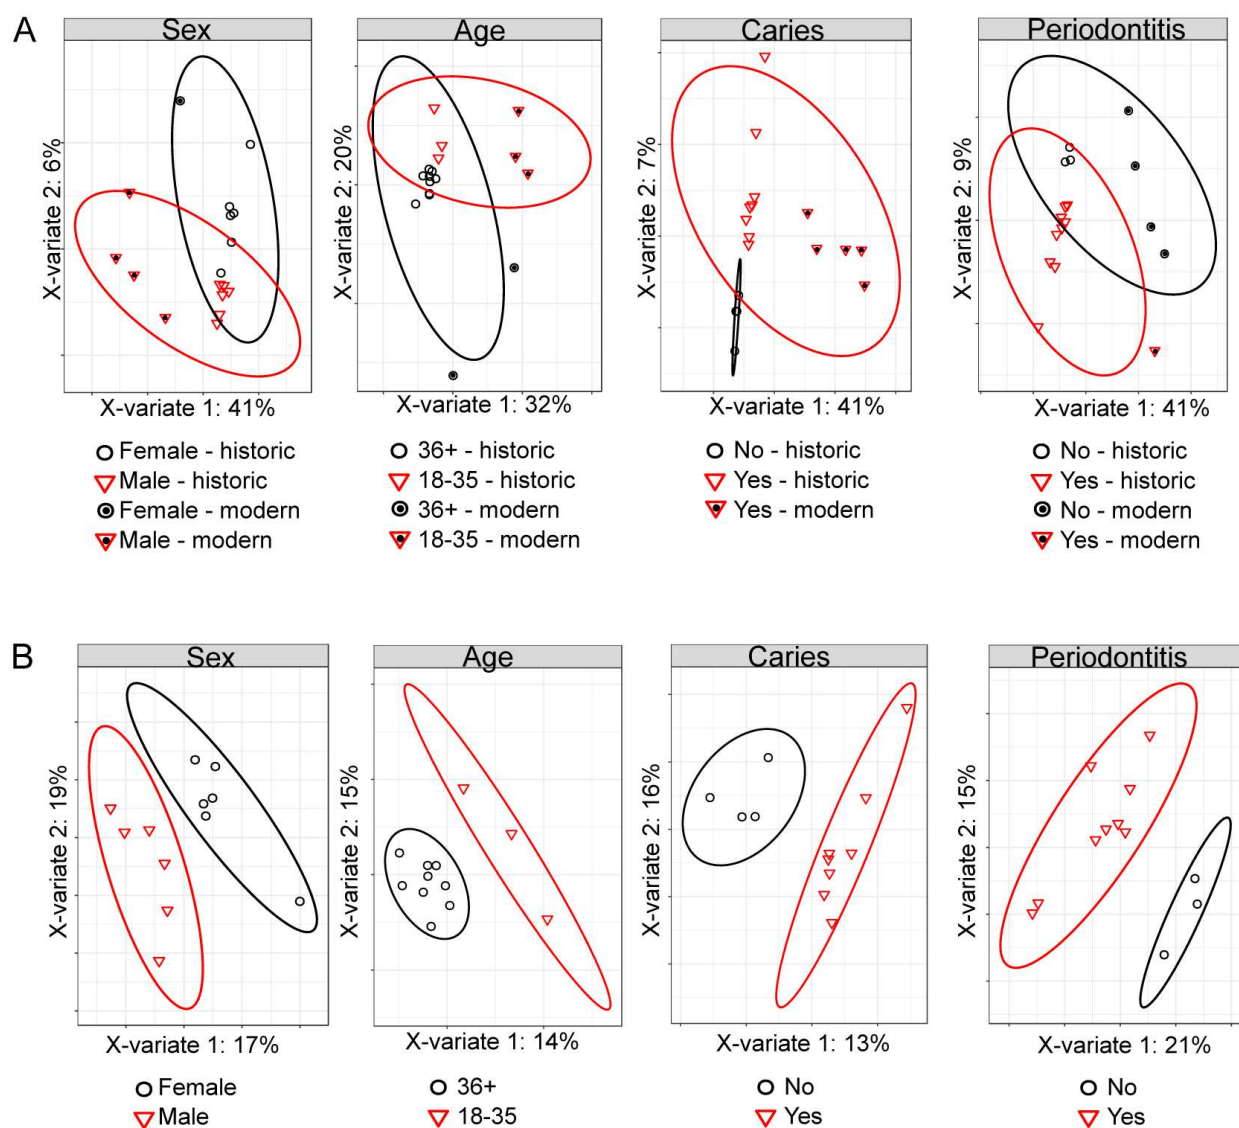 A
Sex
Age
Caries
Periodontitis
X-variate 2: 6%
X-variate 2: 20%
X-variate 2: 7%
X-variate 2: 9%
X-variate 1: 41%
X-variate 1: 32%
X-variate 1: 41%
X-variate 1: 41%
Female - historic
Male - historic
Female - modern
Male - modern
36+ - historic
18-35 - historic
36+ - modern
18-35 - modern
No - historic
Yes - historic
Yes - modern
No - historic
Yes - historic
No - modern
Yes - modern
B
Sex
Age
Caries
Periodontitis
X-variate 2: 19%
X-variate 2: 15%
X-variate 2: 16%
X-variate 2: 15%
X-variate 1: 17%
X-variate 1: 14%
X-variate 1: 13%
X-variate 1: 21%
Female
Male
36+
18-35
No
Yes
No
Yes